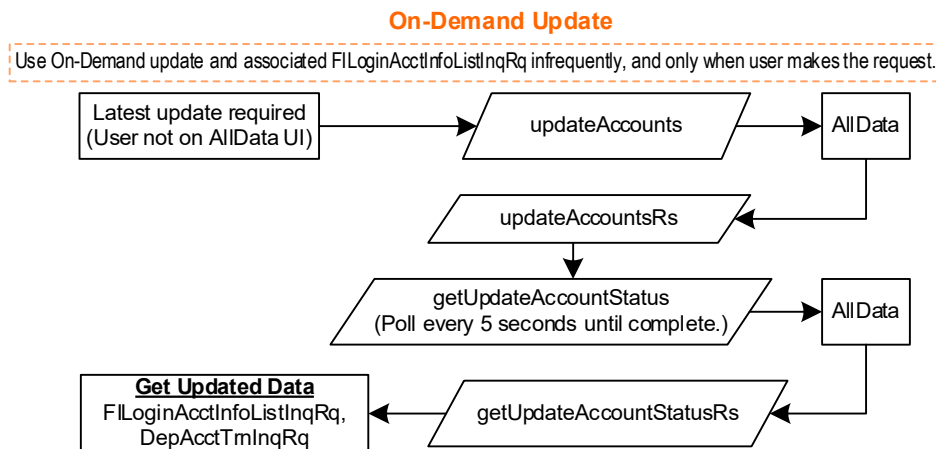 On-Demand Update
Use On-Demand update and associated FILoginAcctInfoListInqRq infrequently, and only when user makes the request.
Latest update required
(User not on AllData UI)
updateAccounts
AllData
updateAccountsRs
getUpdateAccountStatus
(Poll every 5 seconds until complete.)
AllData
Get Updated Data
FILoginAcctInfoListInqRq,
DepAcctTrnInqRq
getUpdateAccountStatusRs